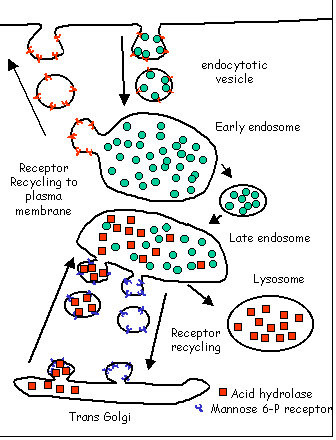 endocytotic
vesicle
Early endosome
Receptor
Recycling to
plasma
membrane
Late endosome
Lysosome
Receptor
recycling
Acid hydrolase
Mannose 6-P receptor
Trans Golgi